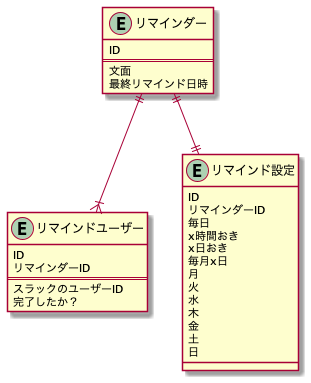 E リマインダー
ID
文面
最終リマインド日時
E リマインドユーザー
ID
リマインダーID
スラックのユーザーID
完了したか？
E リマインド設定
ID
リマインダーID
毎日
x時間おき
x日おき
毎月x日
月
火
水
木
金
土
日